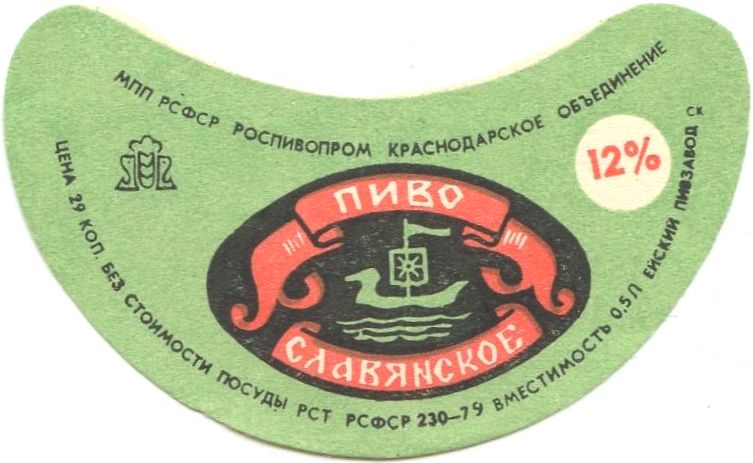 МПП РСФСР РОСПИВОПРОМ КРАСНОДАРСКОЕ ОБЪЕДИНЕНИЕ
12%
ПИВО
СЛАВЯНСКОЕ
ЦЕНА 29 КОП. БЕЗ СТОИМОСТИ ПОСУДЫ РСТ РСФСР 230-79 ВМЕСТИМОСТЬ 0,5 Л ЕЙСКИЙ ПИВЗАВОД СК